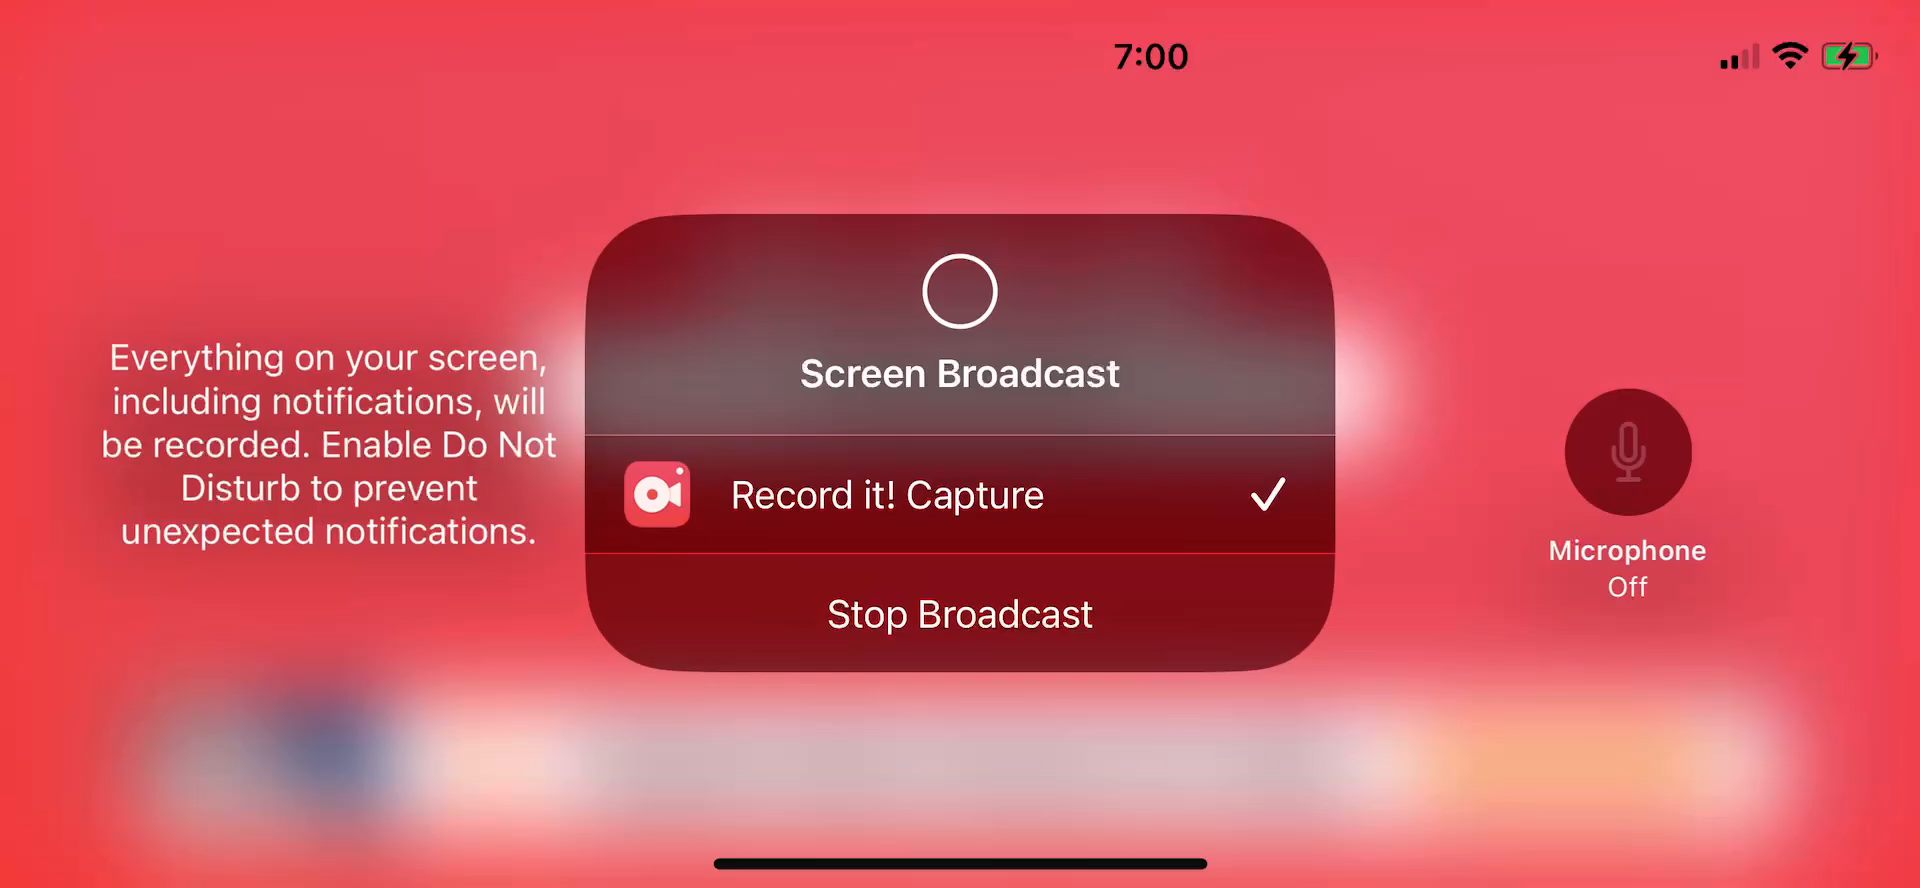 7:00
Everything on your screen,
including notifications, will
be recorded. Enable Do Not
Disturb to prevent
unexpected notifications.
Screen Broadcast
Record it! Capture
Stop Broadcast
Microphone
Off